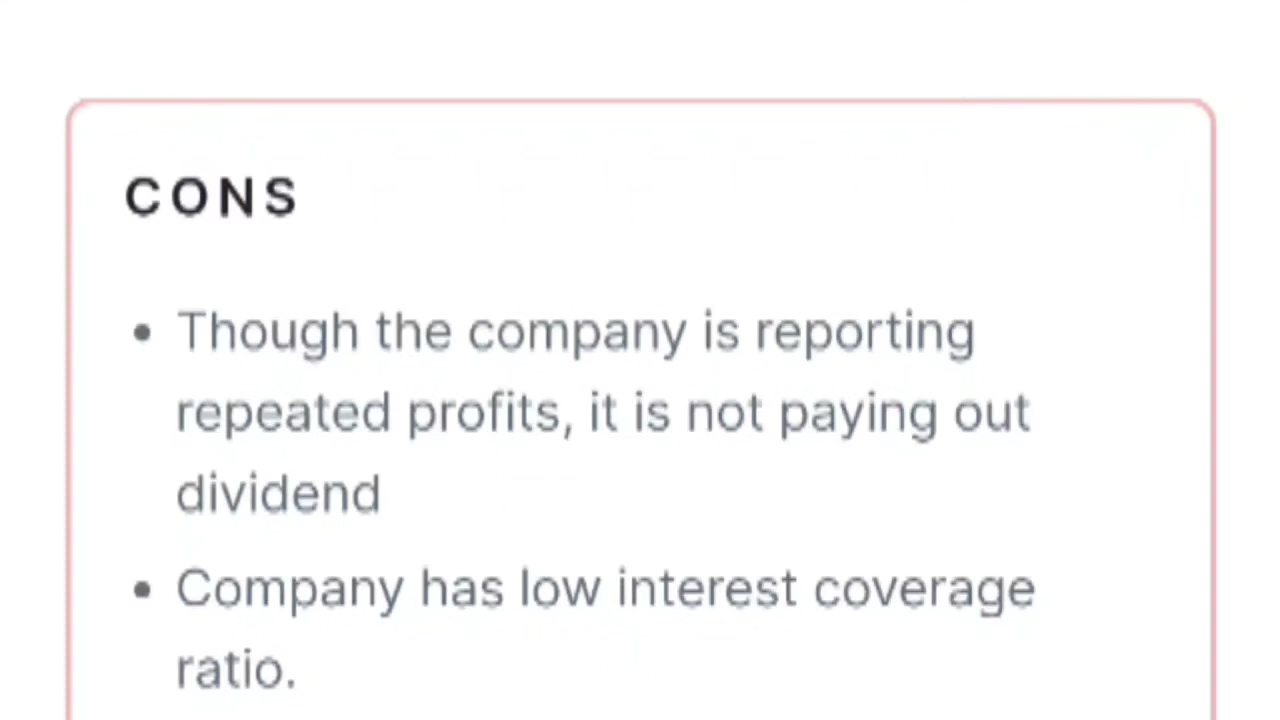 CONS
• Though the company is reporting
repeated profits, it is not paying out
dividend
• Company has low interest coverage
ratio.